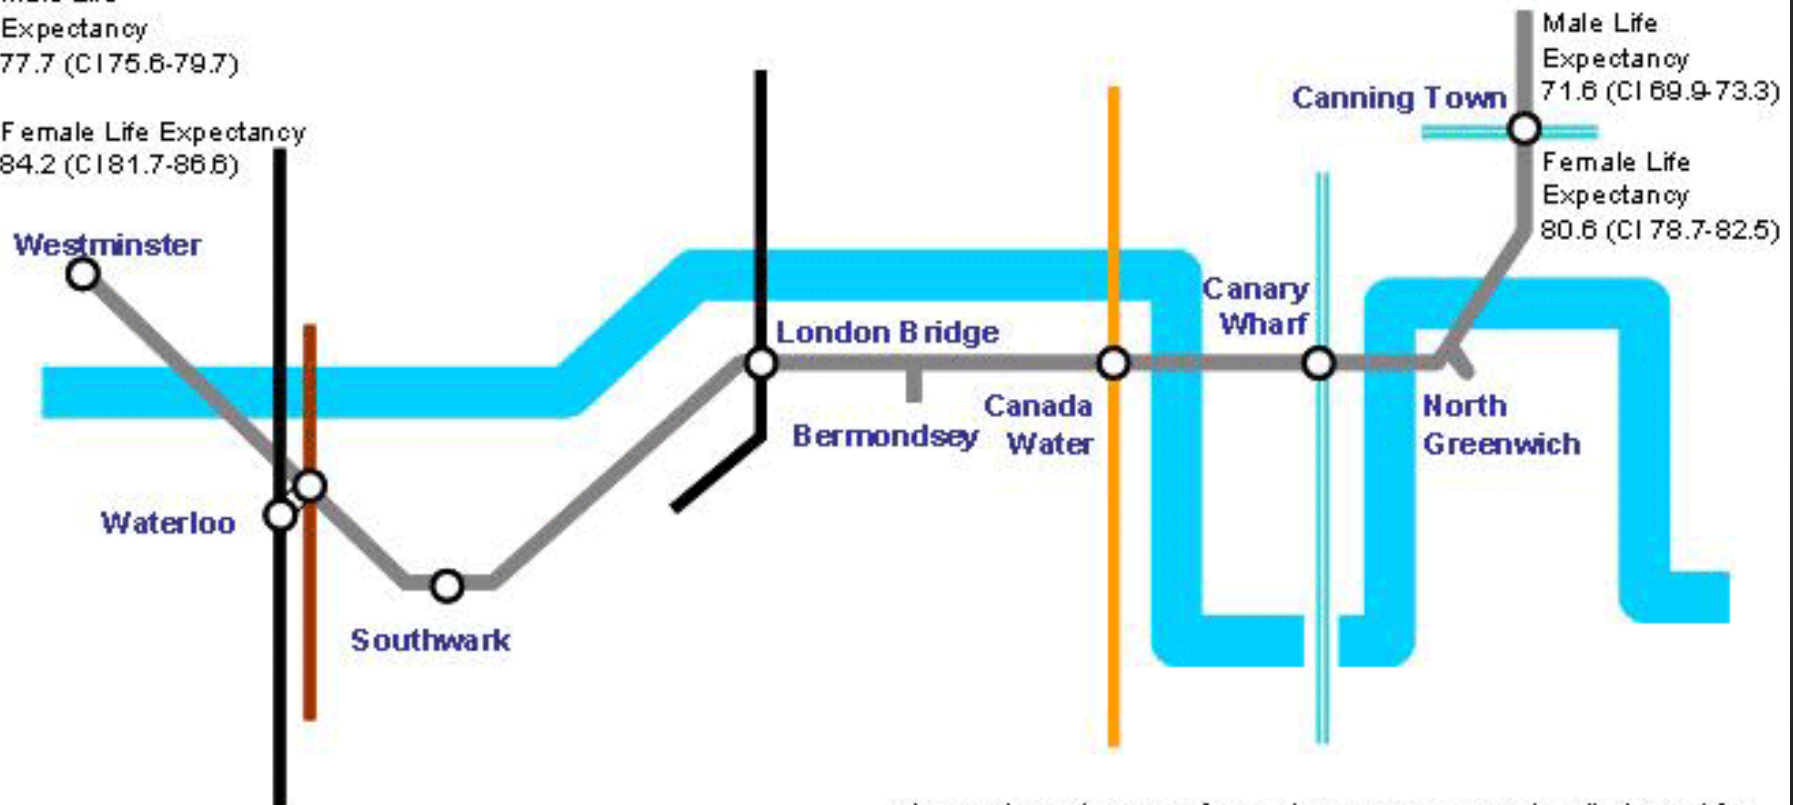 Expectancy
77.7 (CI 75.6-79.7)
Female Life Expectancy
84.2 (CI 81.7-86.6)
Westminster
Waterloo
Southwark
London Bridge
Bermondsey
Canada
Water
Canary
Wharf
North
Greenwich
Canning Town
Male Life
Expectancy
71.6 (CI 69.9-73.3)
Female Life
Expectancy
80.6 (CI 78.7-82.5)